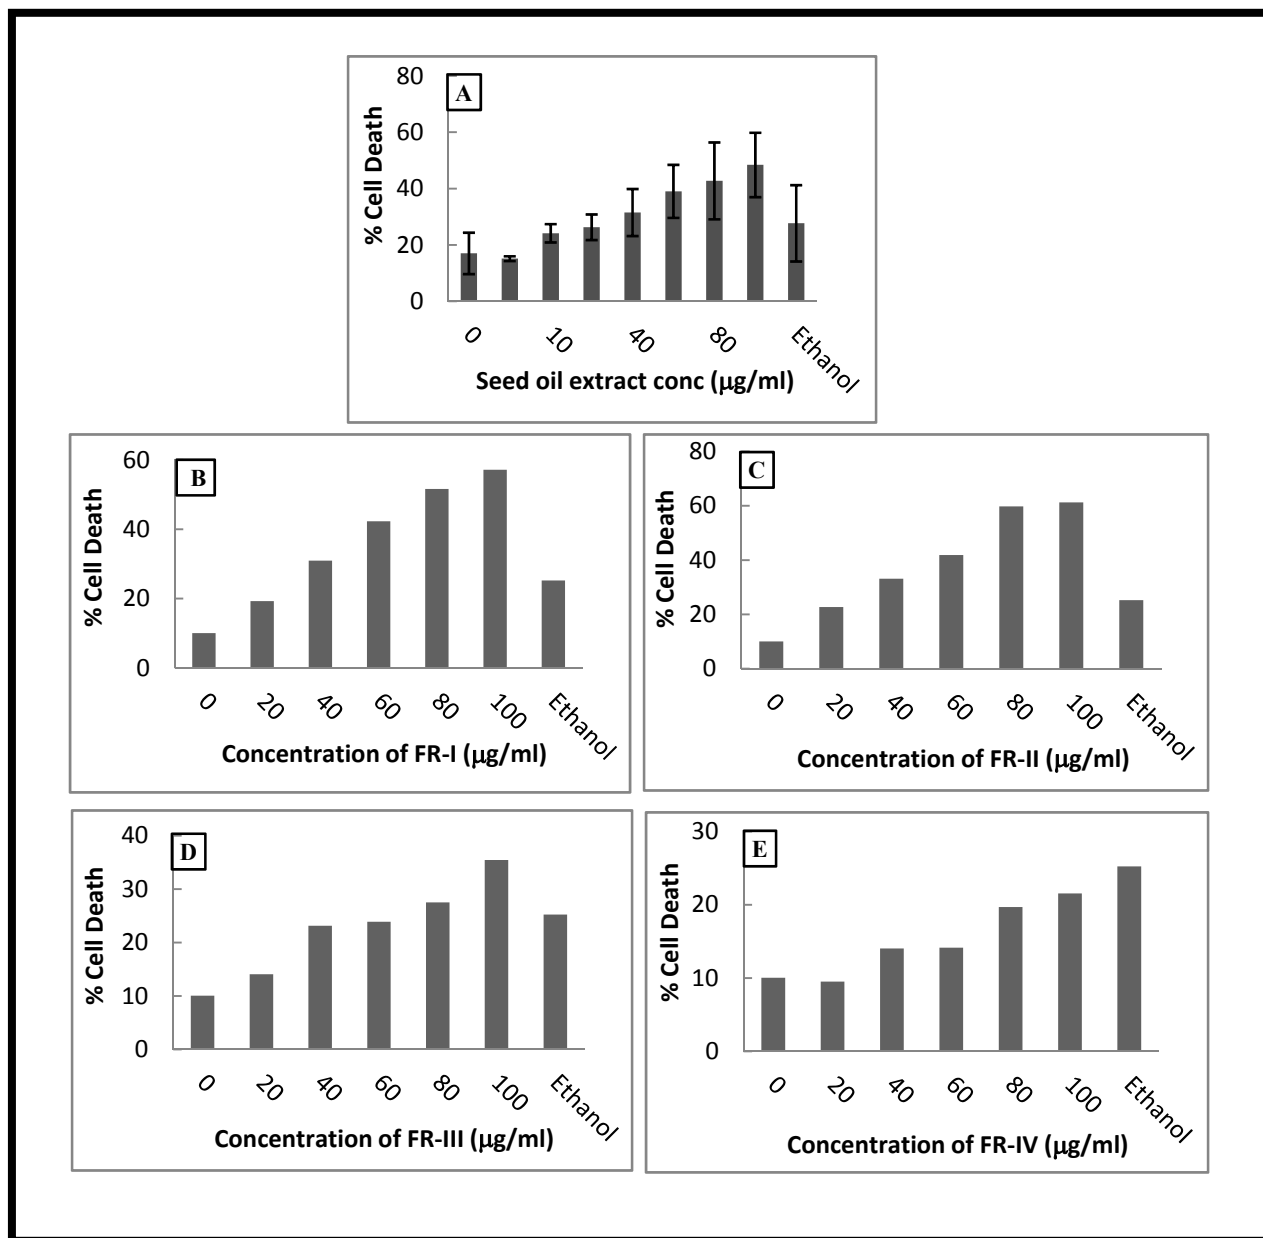 A
80
60
40
20
0
% Cell Death
0 10 40 80 Ethanol
Seed oil extract conc (μg/ml)
B
60
40
20
0
% Cell Death
0 20 40 60 80 100 Ethanol
Concentration of FR-I (μg/ml)
C
80
60
40
20
0
% Cell Death
0 20 40 60 80 100 Ethanol
Concentration of FR-II (μg/ml)
D
40
30
20
10
0
% Cell Death
0 20 40 60 80 100 Ethanol
Concentration of FR-III (μg/ml)
E
30
20
10
0
% Cell Death
0 20 40 60 80 100 Ethanol
Concentration of FR-IV (μg/ml)